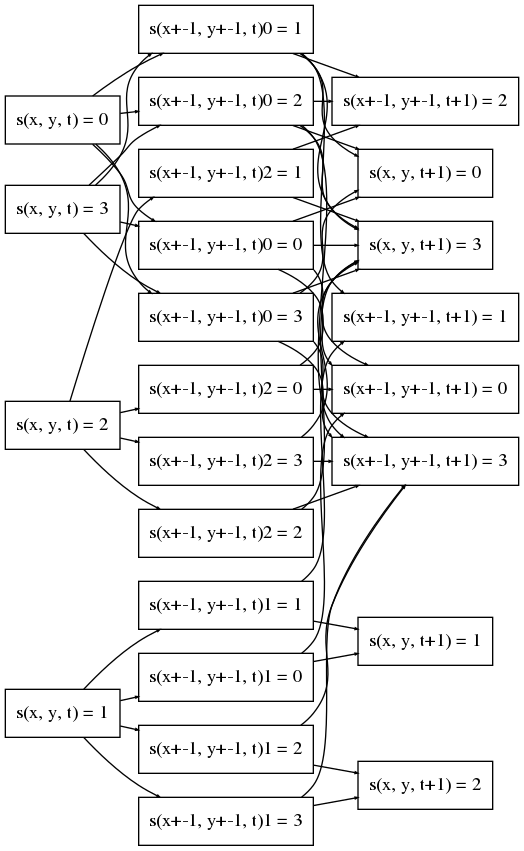 s(x+-1, y+-1, t)0 = 1
s(x+-1, y+-1, t)0 = 2
s(x+-1, y+-1, t+1) = 2
s(x, y, t) = 0
s(x+-1, y+-1, t)2 = 1
s(x, y, t+1) = 0
s(x, y, t) = 3
s(x+-1, y+-1, t)0 = 0
s(x, y, t+1) = 3
s(x+-1, y+-1, t)0 = 3
s(x+-1, y+-1, t+1) = 1
s(x+-1, y+-1, t)2 = 0
s(x+-1, y+-1, t+1) = 0
s(x, y, t) = 2
s(x+-1, y+-1, t)2 = 3
s(x+-1, y+-1, t+1) = 3
s(x+-1, y+-1, t)2 = 2
s(x+-1, y+-1, t)1 = 1
s(x, y, t+1) = 1
s(x+-1, y+-1, t)1 = 0
s(x, y, t) = 1
s(x+-1, y+-1, t)1 = 2
s(x, y, t+1) = 2
s(x+-1, y+-1, t)1 = 3